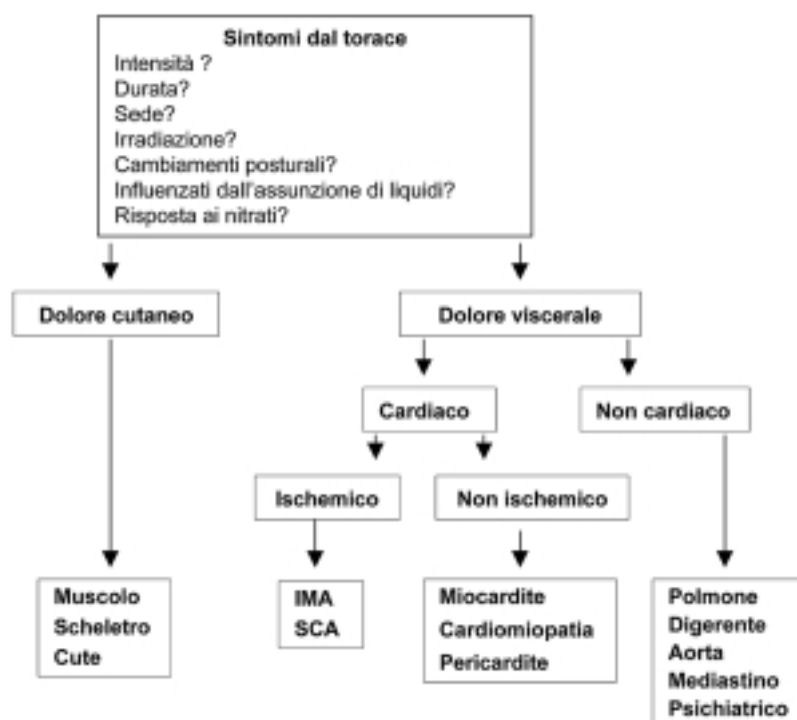 Sintomi dal torace
Intensità ?
Durata?
Sede?
Irradiazione?
Cambiamenti posturali?
Influenzati dall'assunzione di liquidi?
Risposta ai nitrati?
Dolore cutaneo
Dolore viscerale
Cardiaco
Non cardiaco
Ischemico
Non ischemico
Muscolo
Scheletro
Cute
IMA
SCA
Miocardite
Cardiomiopatia
Pericardite
Polmone
Digerente
Aorta
Mediastino
Psichiatrico